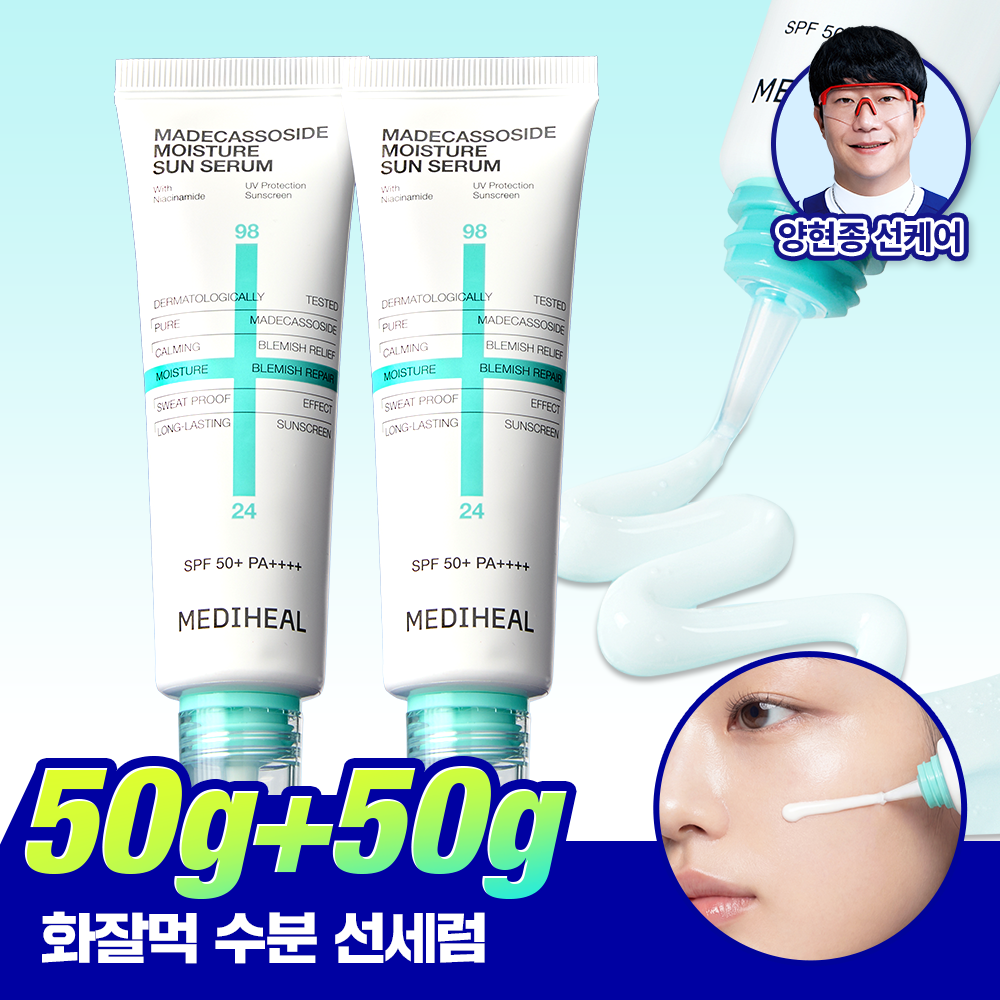 MADECASSOSIDE
MOISTURE
SUN SERUM
With
Niacinamide
UV Protection
Sunscreen
98
DERMATOLOGICALLY TESTED
PURE MADECASSOSIDE
CALMING BLEMISH RELIEF
MOISTURE BLEMISH REPAIR
SWEAT PROOF EFFECT
LONG-LASTING SUNSCREEN
24
SPF 50+ PA++++
MEDIHEAL
MADECASSOSIDE
MOISTURE
SUN SERUM
With
Niacinamide
UV Protection
Sunscreen
98
DERMATOLOGICALLY TESTED
PURE MADECASSOSIDE
CALMING BLEMISH RELIEF
MOISTURE BLEMISH REPAIR
SWEAT PROOF EFFECT
LONG-LASTING SUNSCREEN
24
SPF 50+ PA++++
MEDIHEAL
SPF
양현종 선케어
50g+50g
화잘먹 수분 선세럼